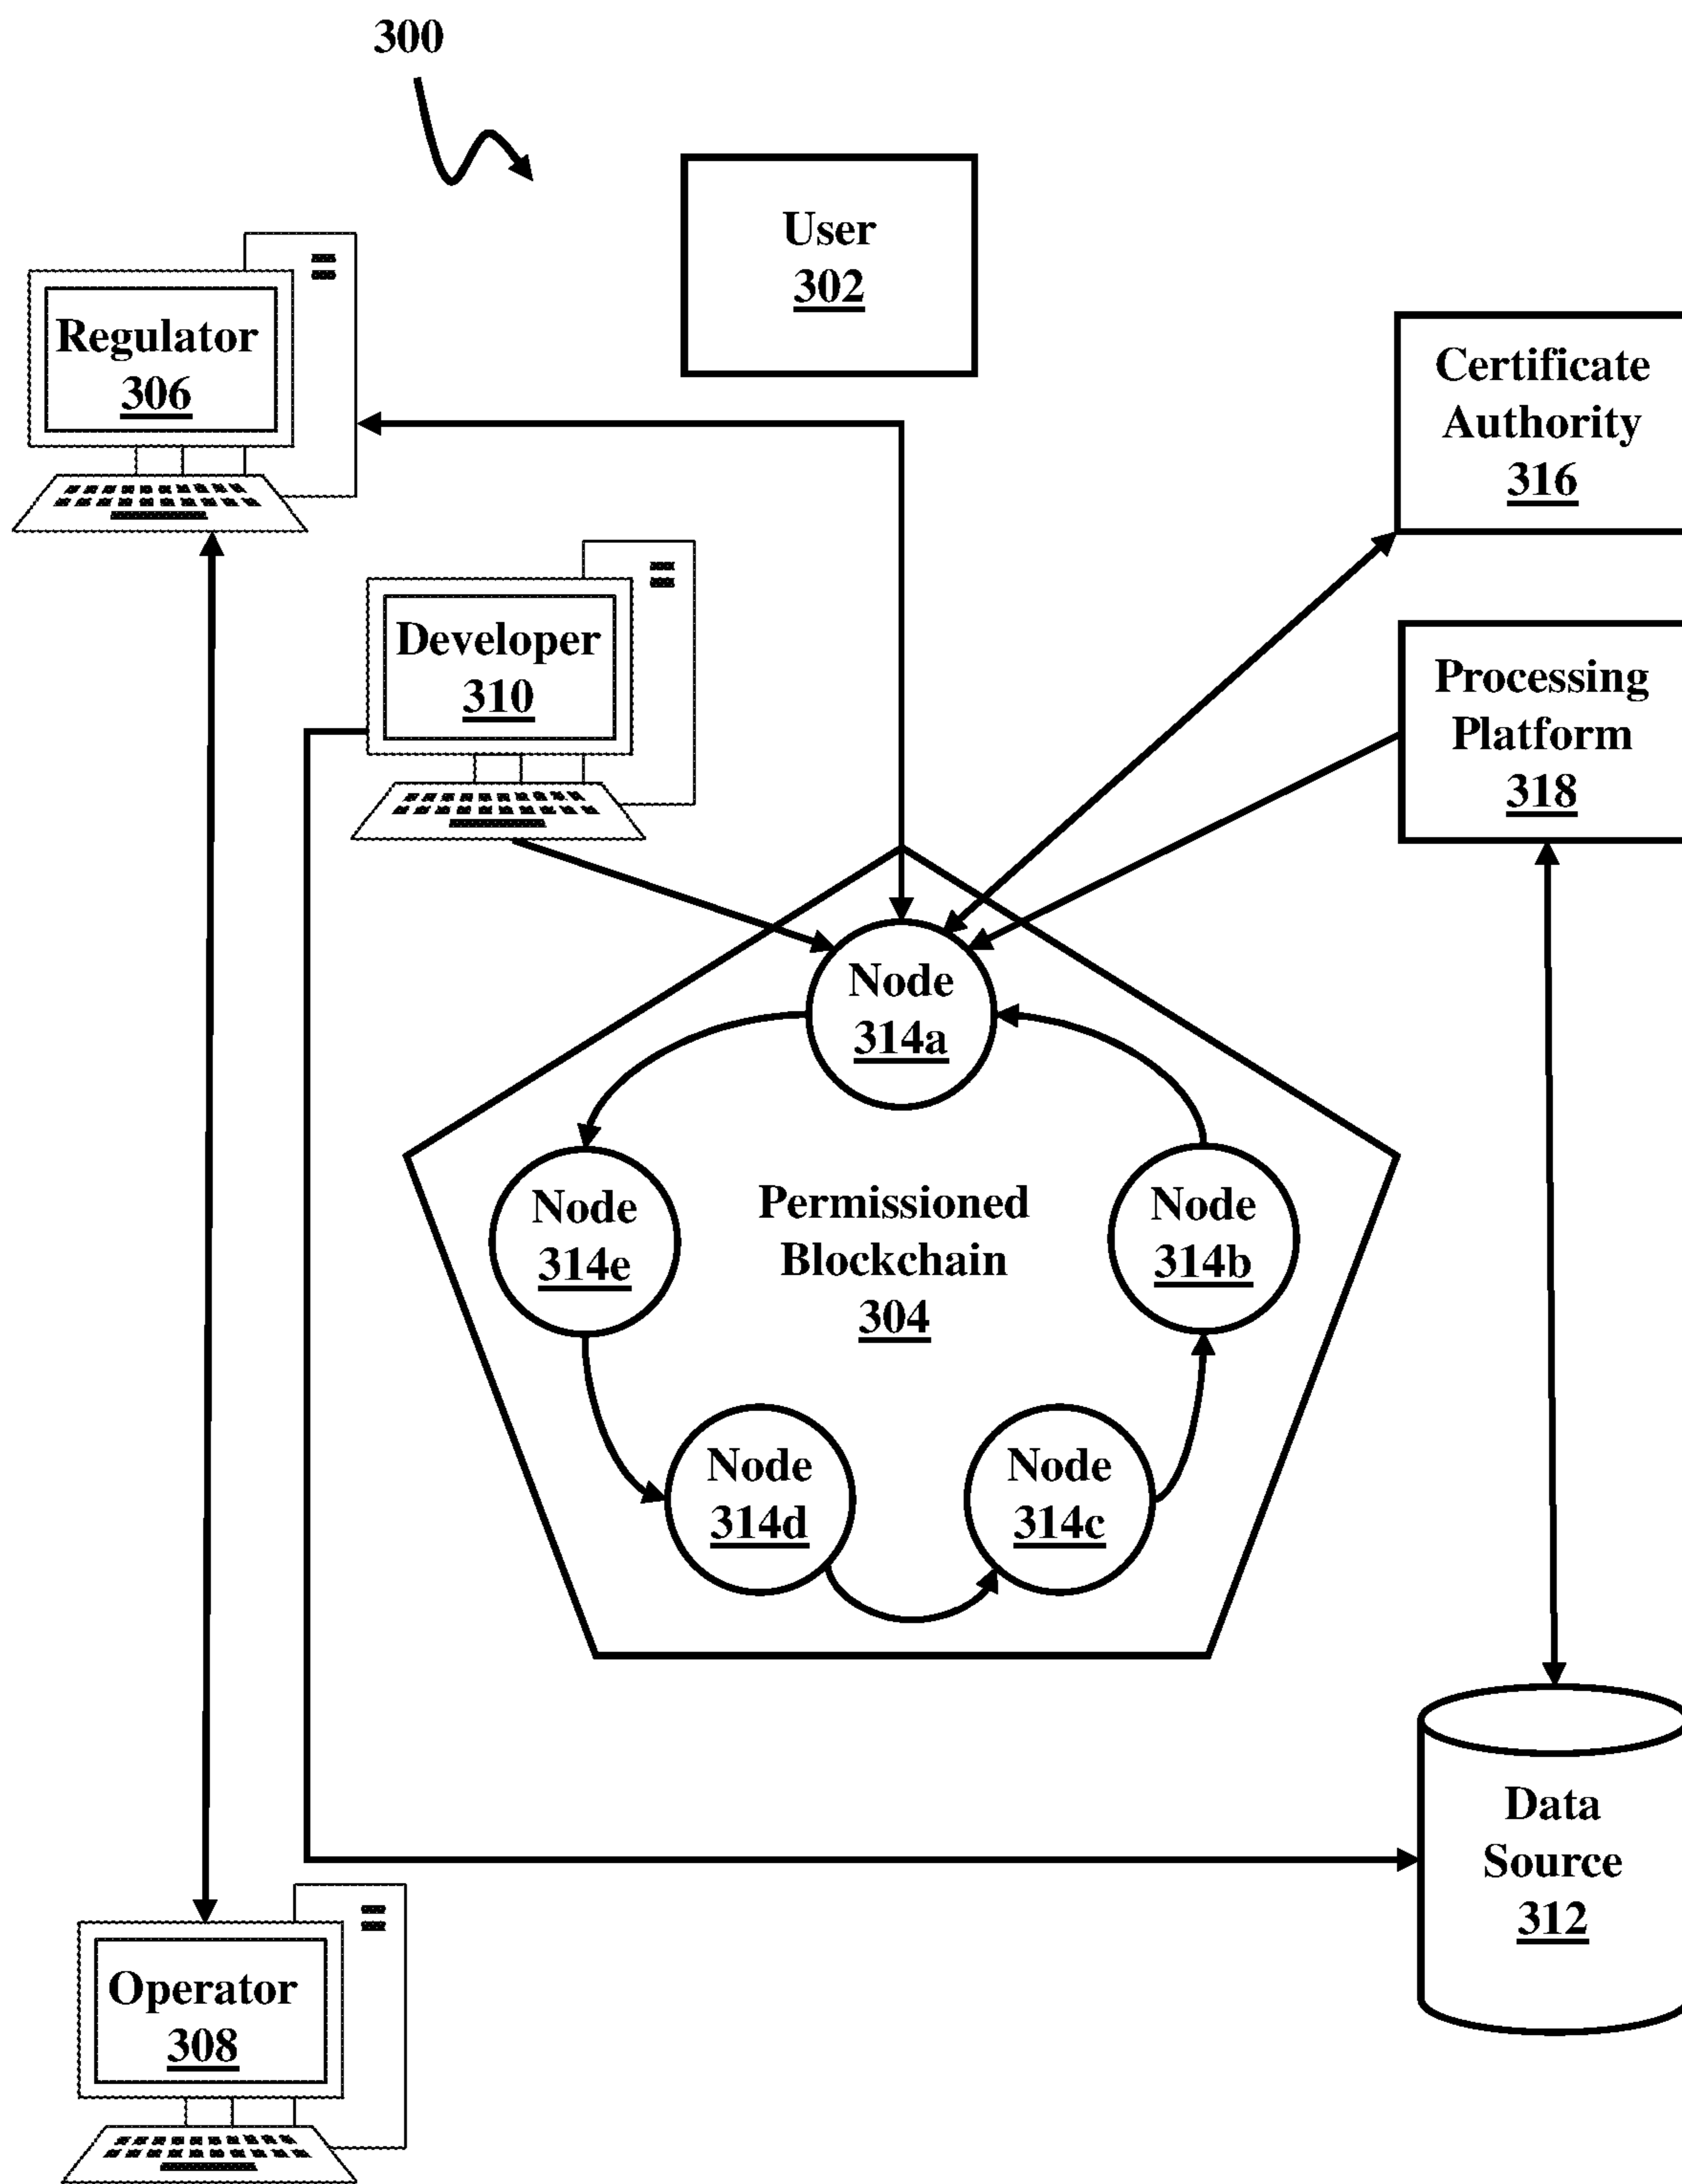 300
User
302
Regulator
306
Certificate
Authority
316
Developer
310
Processing
Platform
318
Node
314a
Node
314e
Permissioned
Blockchain
304
Node
314b
Node
314d
Node
314c
Data
Source
312
Operator
308